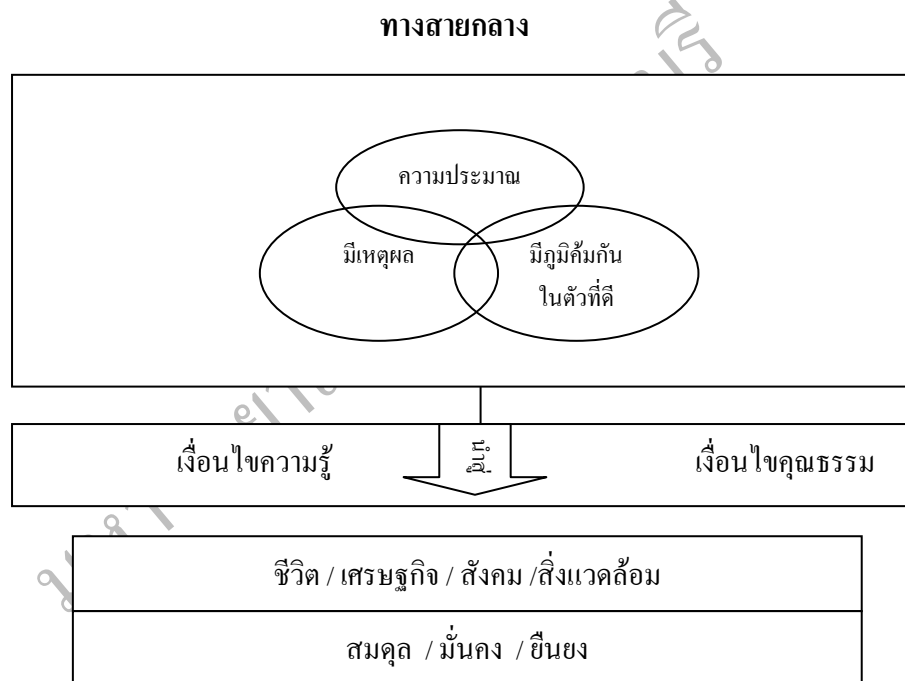 ทางสายกลาง
ความประมาณ
มีเหตุผล
มีภูมิค้มกัน
ในตัวที่ดี
เงื่อนไขความรู้
นำสู่
เงื่อนไขคุณธรรม
ชีวิต / เศรษฐกิจ / สังคม /สิ่งแวดล้อม
สมดุล / มั่นคง / ยืนยง